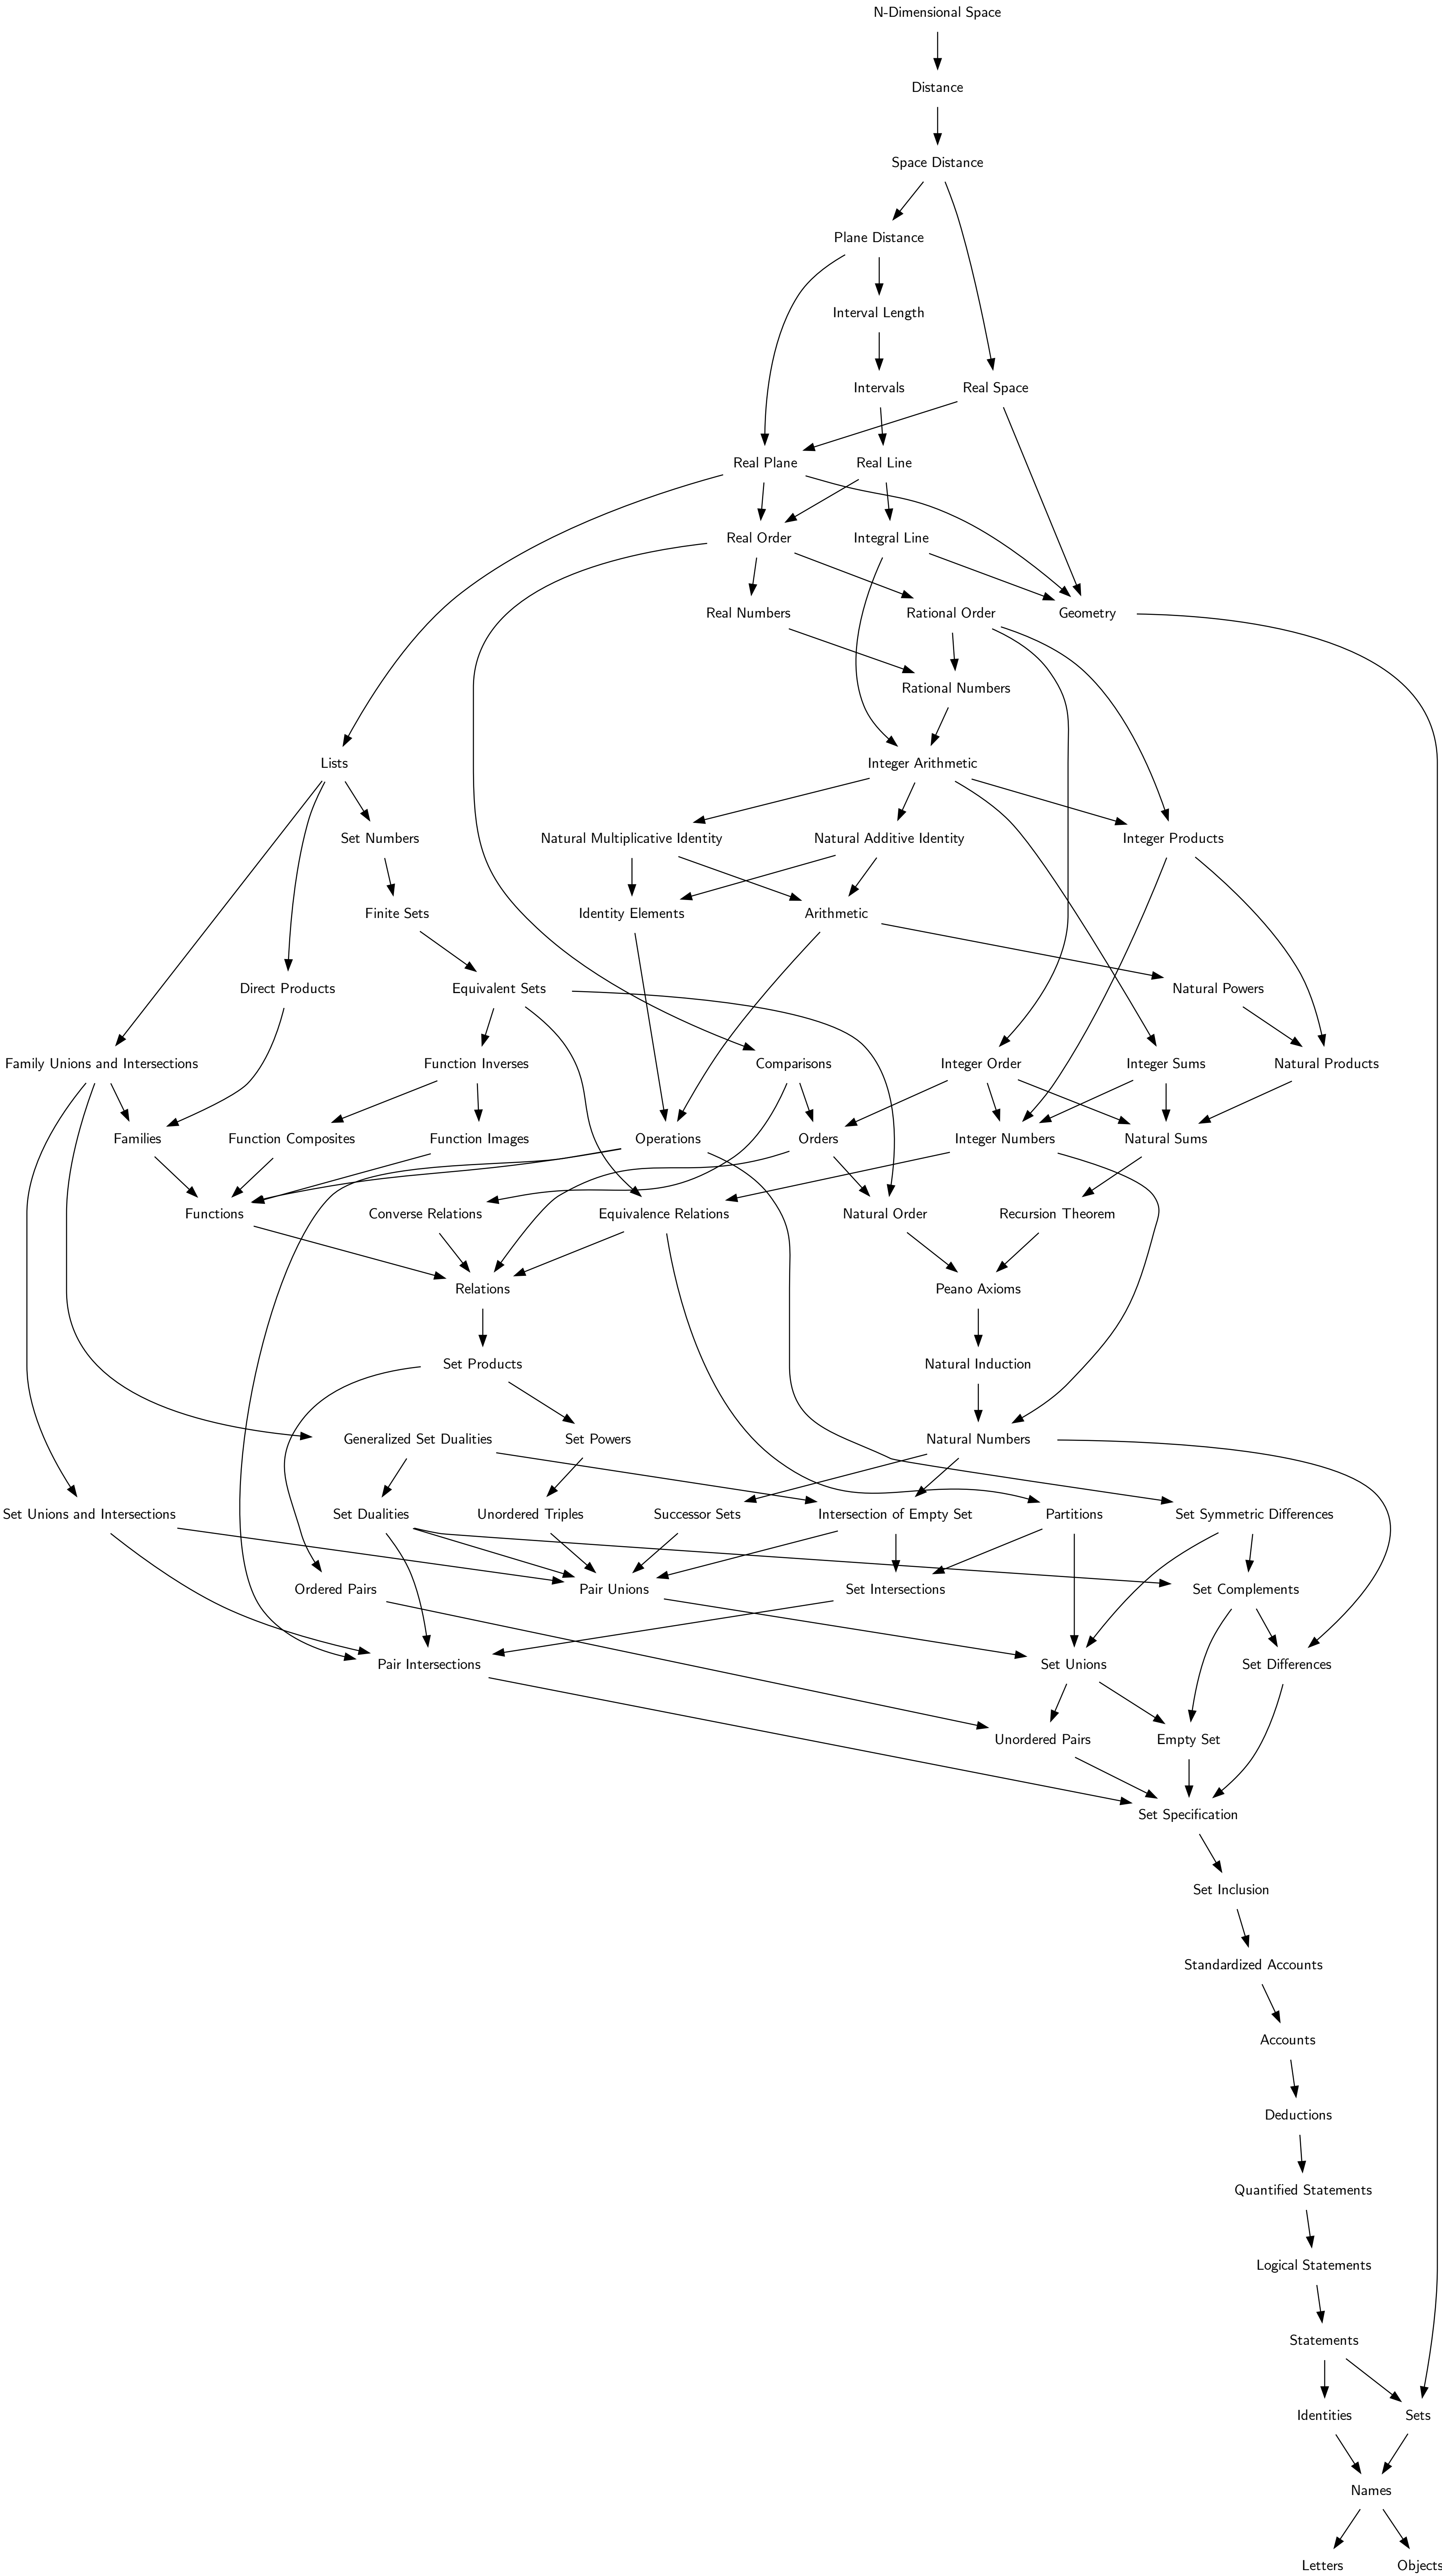 N-Dimensional Space
Distance
Space Distance
Plane Distance
Interval Length
Intervals
Real Space
Real Plane
Real Line
Real Order
Integral Line
Real Numbers
Rational Order
Geometry
Rational Numbers
Lists
Integer Arithmetic
Set Numbers
Natural Multiplicative Identity
Natural Additive Identity
Integer Products
Finite Sets
Identity Elements
Arithmetic
Direct Products
Equivalent Sets
Natural Powers
Family Unions and Intersections
Function Inverses
Comparisons
Integer Order
Integer Sums
Natural Products
Families
Function Composites
Function Images
Operations
Orders
Integer Numbers
Natural Sums
Functions
Converse Relations
Equivalence Relations
Natural Order
Recursion Theorem
Relations
Peano Axioms
Set Products
Natural Induction
Generalized Set Dualities
Set Powers
Natural Numbers
Set Unions and Intersections
Set Dualities
Unordered Triples
Successor Sets
Intersection of Empty Set
Partitions
Set Symmetric Differences
Ordered Pairs
Pair Unions
Set Intersections
Set Complements
Pair Intersections
Set Unions
Set Differences
Unordered Pairs
Empty Set
Set Specification
Set Inclusion
Standardized Accounts
Accounts
Deductions
Quantified Statements
Logical Statements
Statements
Identities
Sets
Names
Letters
Objects